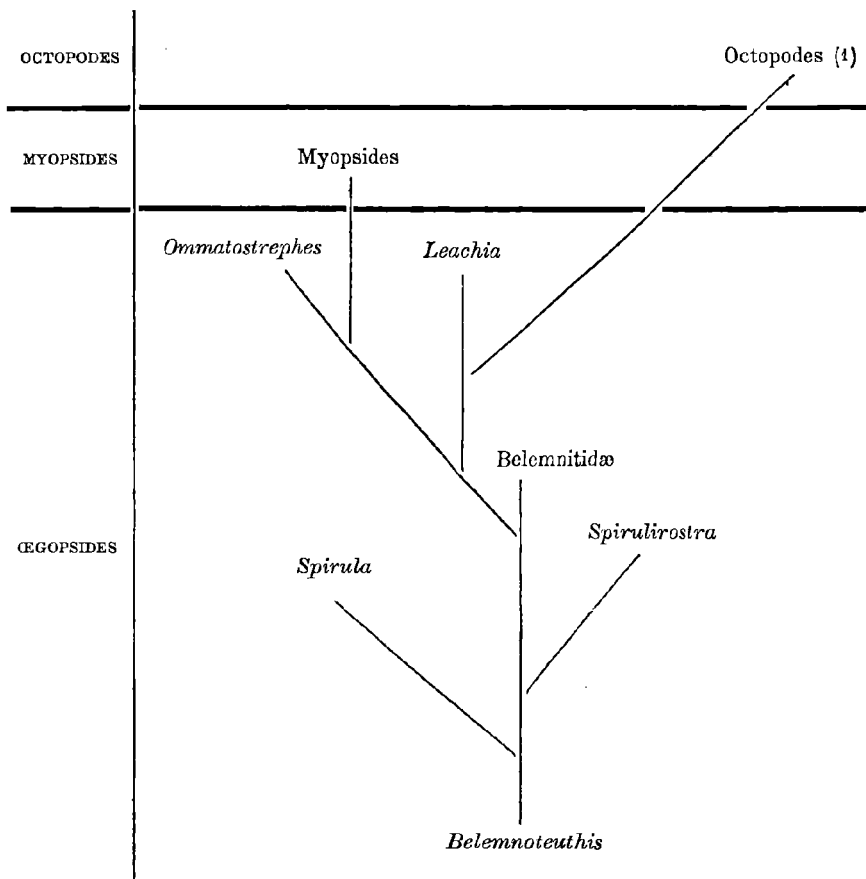 OCTOPODES
Octopodes (1)
MYOPSIDES
Myopsides
Ommatostrephes
Leachia
Belemnitidæ
ŒGOPSIDES
Spirulirostra
Spirula
Belemnoteuthis